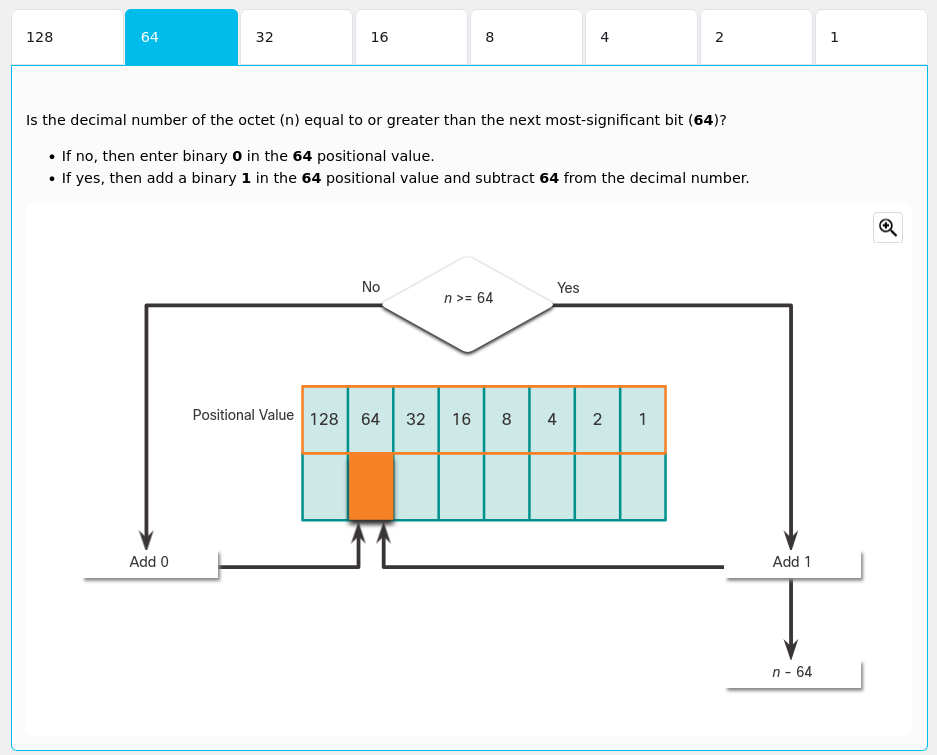 128 64 32 16 8 4 2 1
Is the decimal number of the octet (n) equal to or greater than the next most-significant bit (64)?
• If no, then enter binary 0 in the 64 positional value.
• If yes, then add a binary 1 in the 64 positional value and subtract 64 from the decimal number.
No n >= 64 Yes
Positional Value 128 64 32 16 8 4 2 1
Add 0 Add 1
n - 64